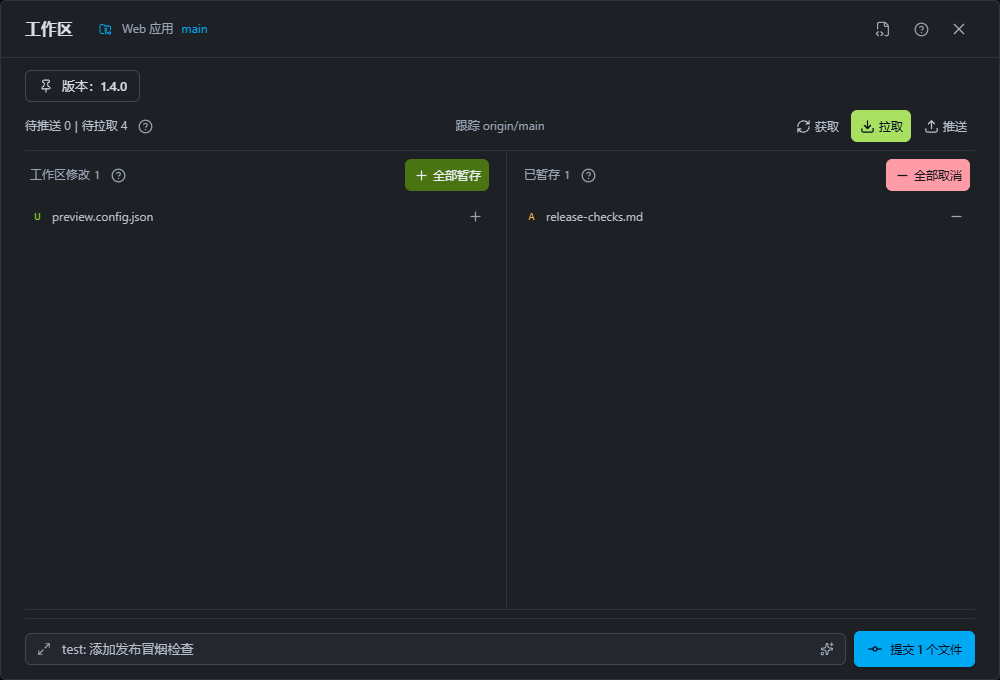 工作区 Web 应用 main
版本: 1.4.0
待推送 0 | 待拉取 4 跟踪 origin/main 获取 拉取 推送
工作区修改 1 全部暂存
已暂存 1 全部取消
U preview.config.json
A release-checks.md
test: 添加发布冒烟检查 提交 1 个文件